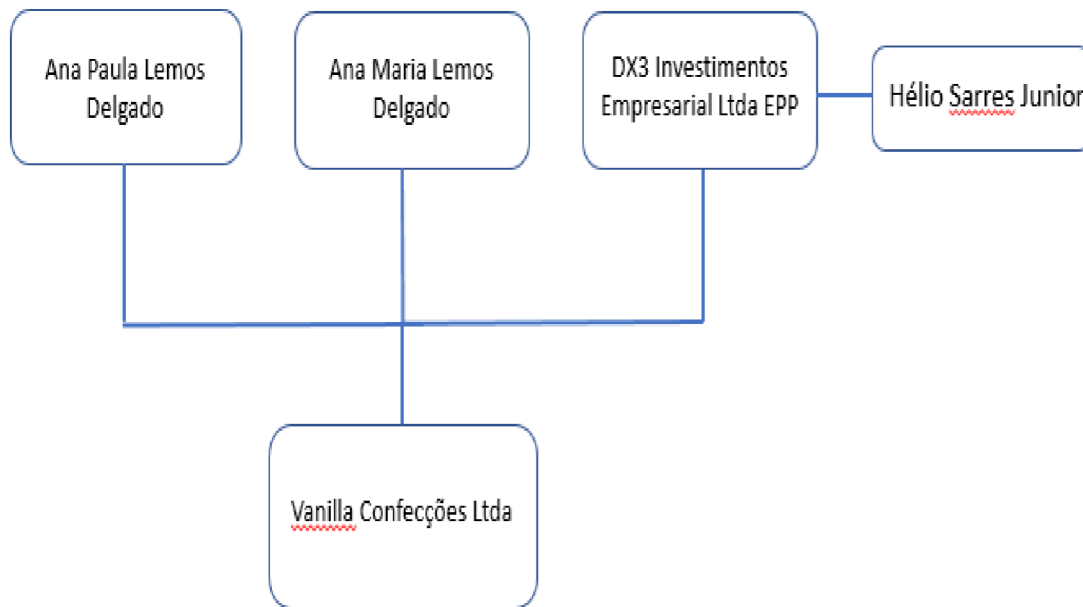 Ana Paula Lemos
Delgado
Ana Maria Lemos
Delgado
DX3 Investimentos
Empresarial Ltda EPP
Hélio Sarres Junior
Vanilla Confecções Ltda